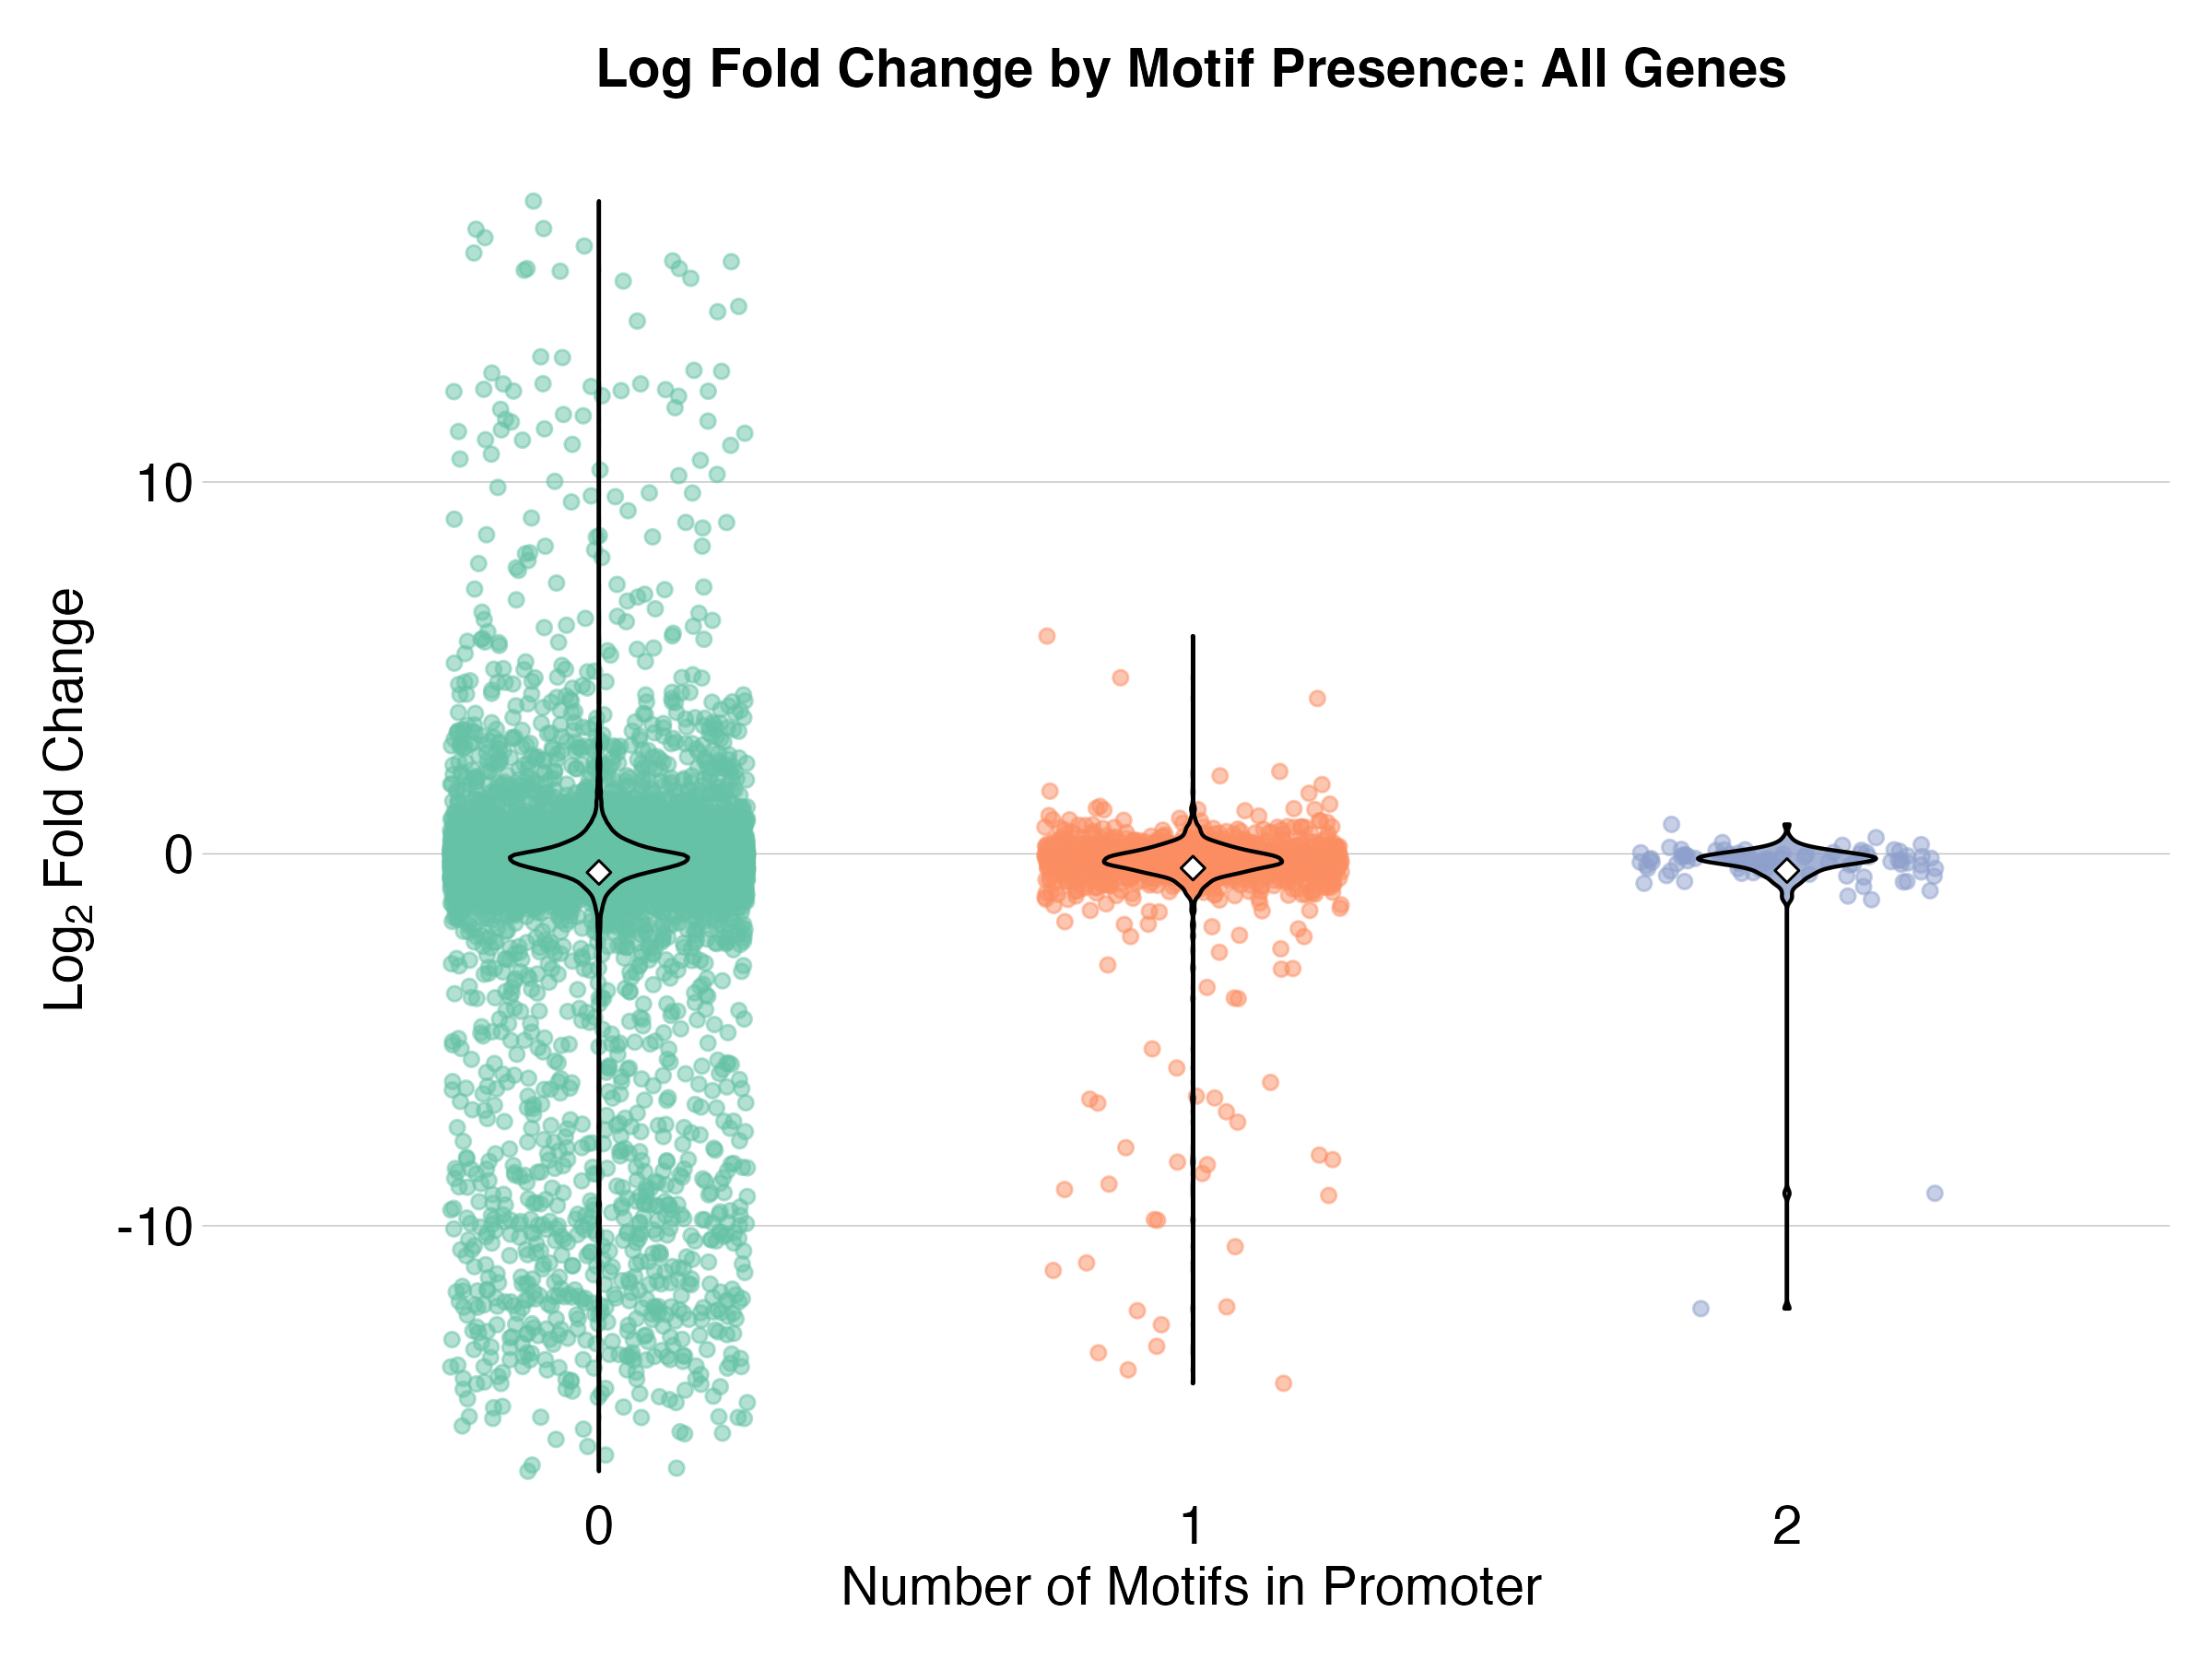 Log Fold Change by Motif Presence: All Genes
Log₂ Fold Change
10
0
-10
0
1
2
Number of Motifs in Promoter